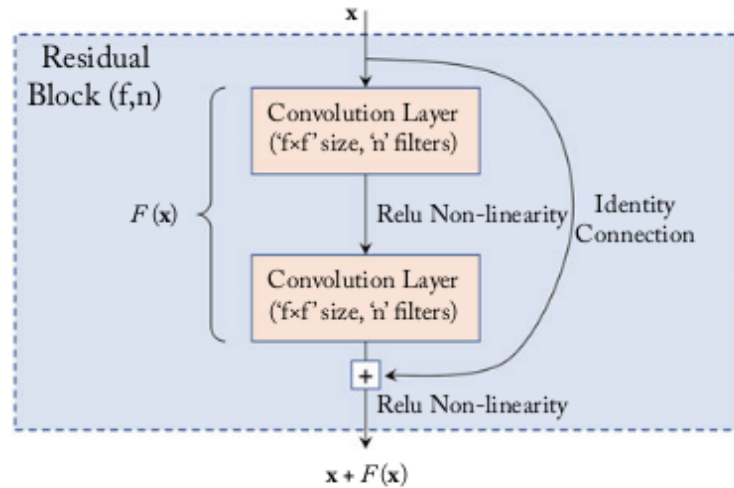 x
Residual
Block (f,n)
Convolution Layer
(‘f×f’ size, ‘n’ filters)
F(x)
Relu Non-linearity
Identity
Connection
Convolution Layer
(‘f×f’ size, ‘n’ filters)
+
Relu Non-linearity
x + F(x)